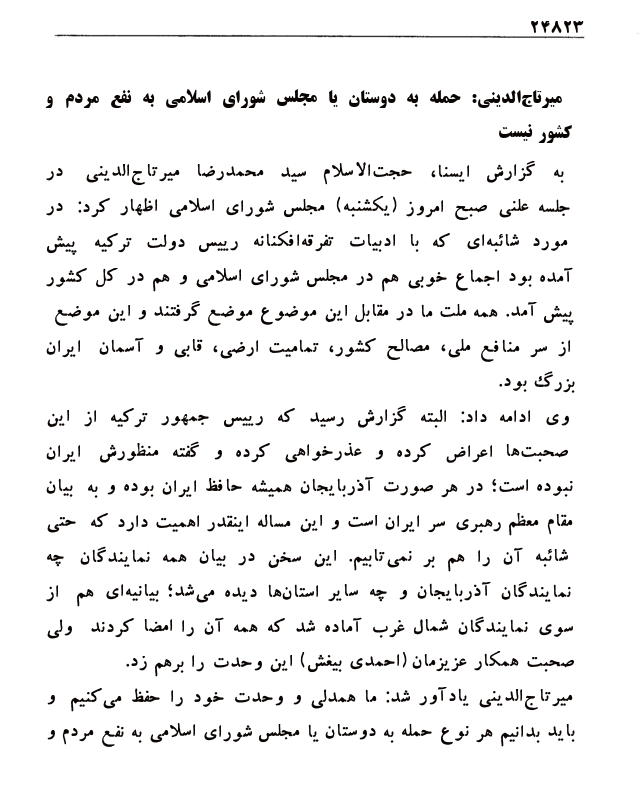 ۲۴۸۲۳
میرتاج‌الدینی: حمله به دوستان یا مجلس شورای اسلامی به نفع مردم و
کشور نیست
به گزارش ایسنا، حجت‌الاسلام سید محمدرضا میرتاج‌الدینی در
جلسه علنی صبح امروز (یکشنبه) مجلس شورای اسلامی اظهار کرد: در
مورد شائبه‌ای که با ادبیات تفرقه‌افکنانه رییس دولت ترکیه پیش
آمده بود اجماع خوبی هم در مجلس شورای اسلامی و هم در کل کشور
پیش آمد. همه ملت ما در مقابل این موضوع موضع گرفتند و این موضع
از سر منافع ملی، مصالح کشور، تمامیت ارضی، قابی و آسمان ایران
بزرگ بود.
وی ادامه داد: البته گزارش رسید که رییس جمهور ترکیه از این
صحبت‌ها اعراض کرده و عذرخواهی کرده و گفته منظورش ایران
نبوده است؛ در هر صورت آذربایجان همیشه حافظ ایران بوده و به بیان
مقام معظم رهبری سر ایران است و این مساله اینقدر اهمیت دارد که حتی
شائبه آن را هم بر نمی‌تابیم. این سخن در بیان همه نمایندگان چه
نمایندگان آذربایجان و چه سایر استان‌ها دیده می‌شد؛ بیانیه‌ای هم از
سوی نمایندگان شمال غرب آماده شد که همه آن را امضا کردند ولی
صحبت همکار عزیزمان (احمدی بیغش) این وحدت را برهم زد.
میرتاج‌الدینی یادآور شد: ما همدلی و وحدت خود را حفظ می‌کنیم و
باید بدانیم هر نوع حمله به دوستان یا مجلس شورای اسلامی به نفع مردم و